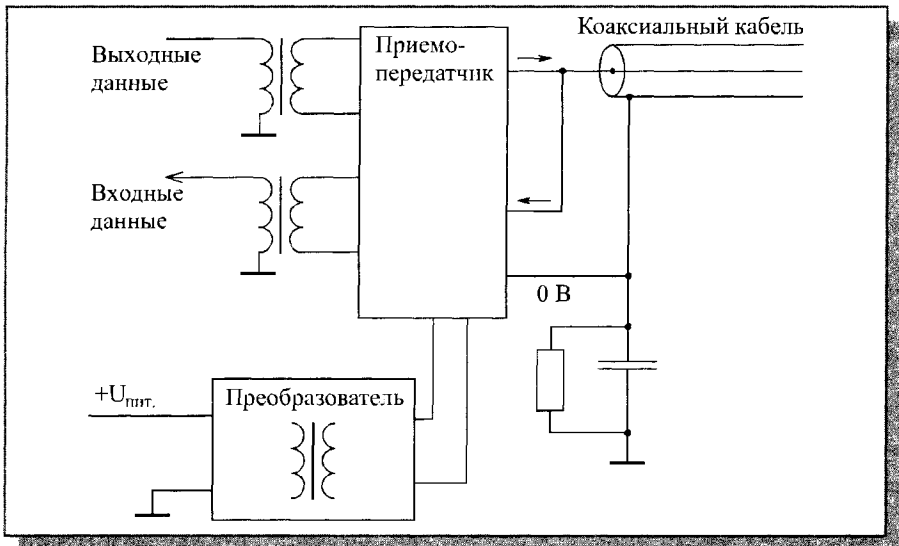 Коаксиальный кабель
Выходные
данные
Приемо-
передатчик
Входные
данные
0 В
+Uпит.
Преобразователь